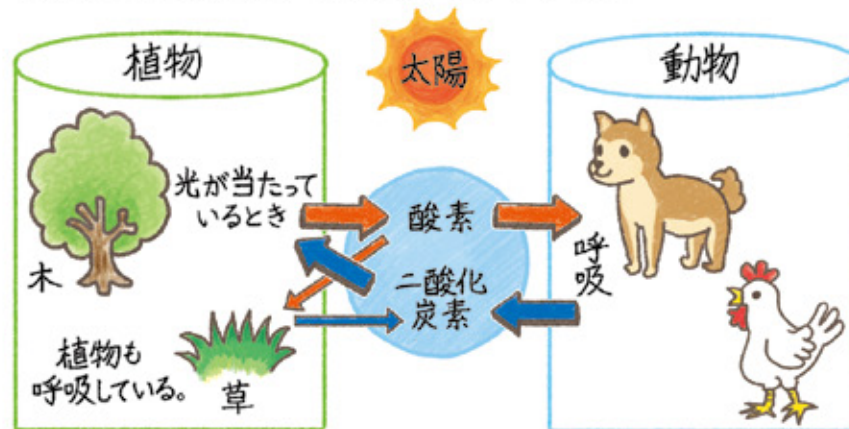 植物
太陽
動物
光が当たって
いるとき
酸素
呼吸
木
二酸化
炭素
植物も
呼吸している。
草